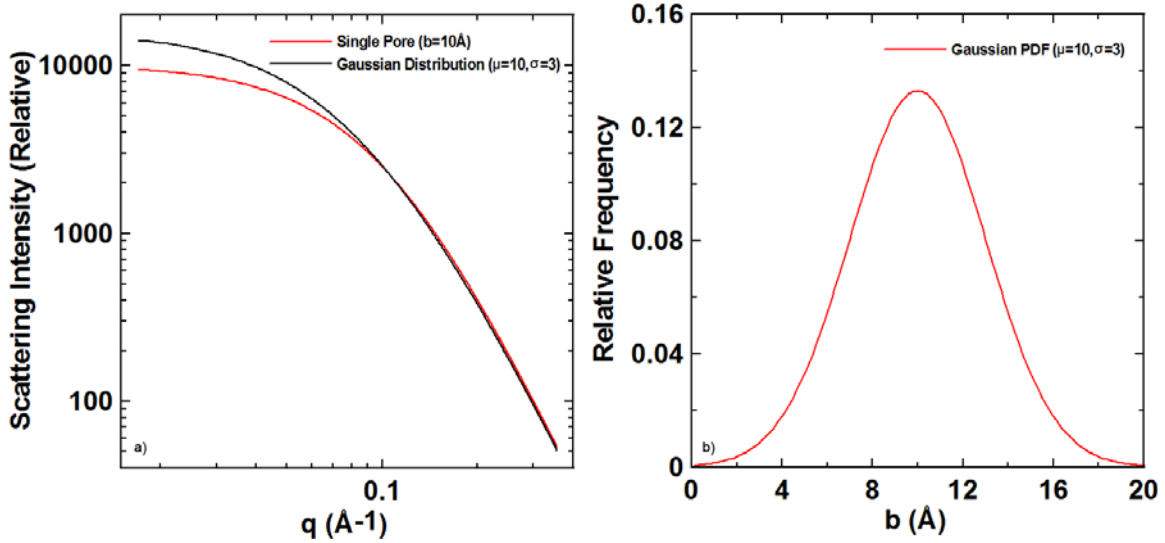 Scattering Intensity (Relative)
10000
1000
100
Single Pore (b=10Å)
Gaussian Distribution (μ=10,σ=3)
a)
0.1
q (Å-1)
Relative Frequency
0.16
0.12
0.08
0.04
0
Gaussian PDF (μ=10,σ=3)
b)
0 4 8 12 16 20
b (Å)